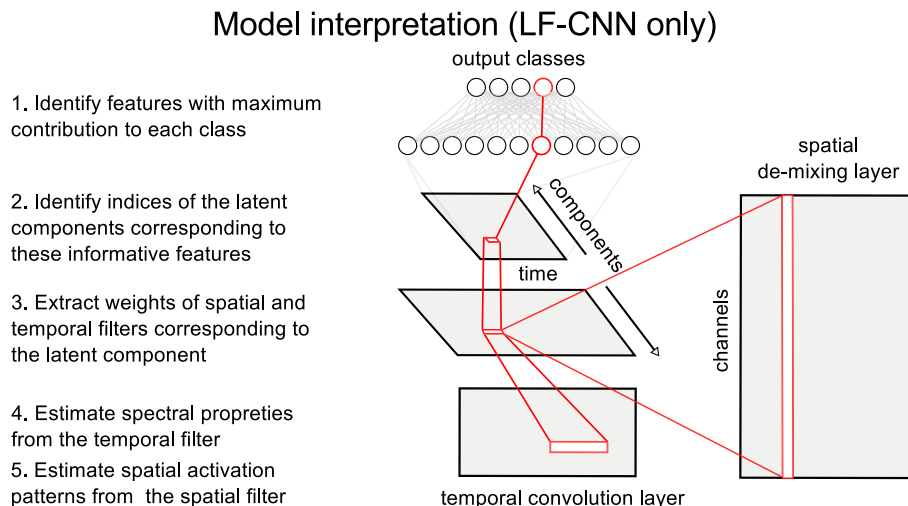 Model interpretation (LF-CNN only)
output classes
1. Identify features with maximum
contribution to each class
spatial
de-mixing layer
2. Identify indices of the latent
components corresponding to
these informative features
components
time
3. Extract weights of spatial and
temporal filters corresponding to
the latent component
channels
4. Estimate spectral propreties
from the temporal filter
5. Estimate spatial activation
patterns from the spatial filter
temporal convolution layer